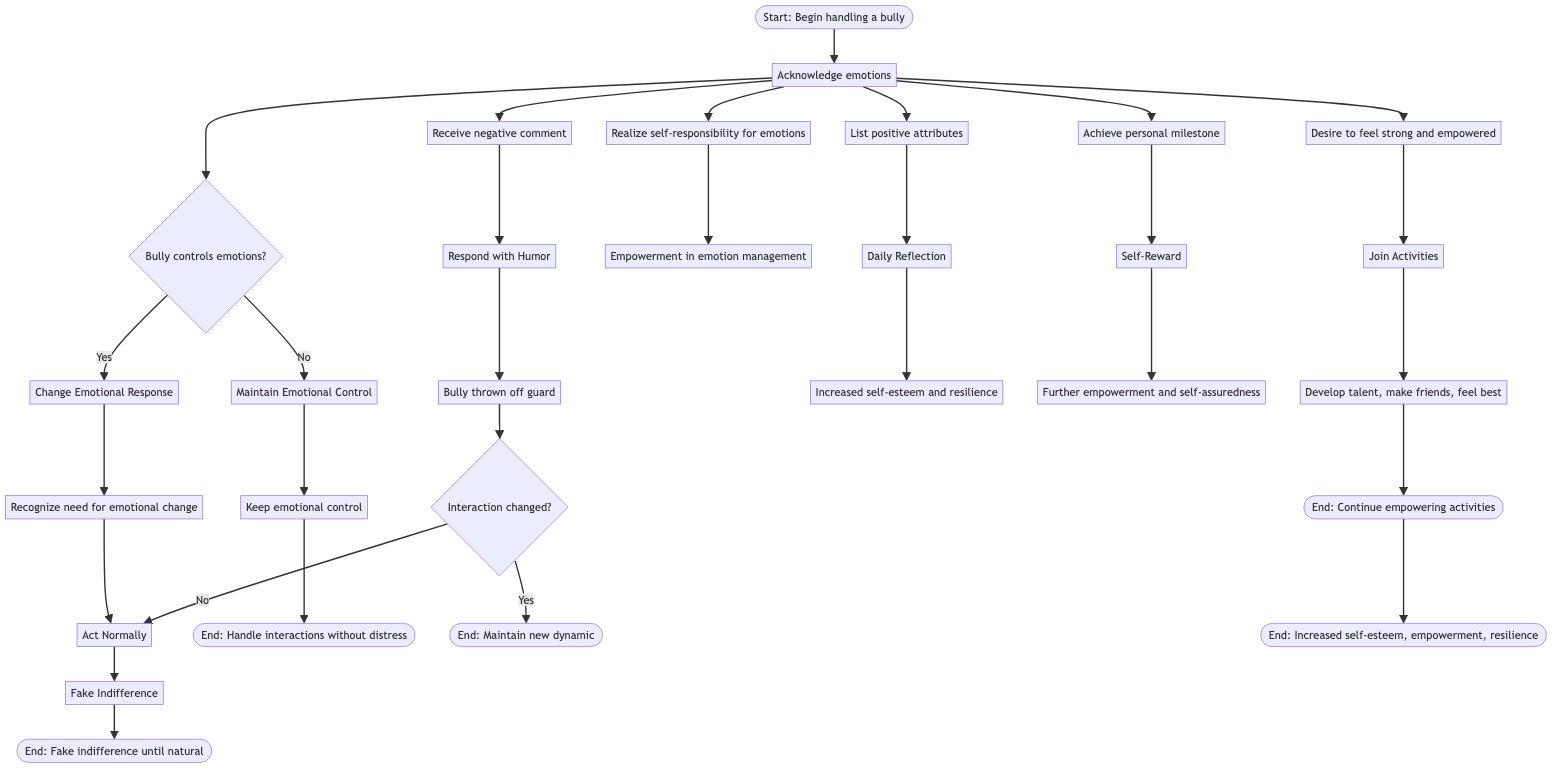 Start: Begin handling a bully
Acknowledge emotions
Receive negative comment
Realize self-responsibility for emotions
List positive attributes
Achieve personal milestone
Desire to feel strong and empowered
Bully controls emotions?
Respond with Humor
Empowerment in emotion management
Daily Reflection
Self-Reward
Join Activities
Yes
No
Change Emotional Response
Maintain Emotional Control
Bully thrown off guard
Increased self-esteem and resilience
Further empowerment and self-assuredness
Develop talent, make friends, feel best
Recognize need for emotional change
Keep emotional control
Interaction changed?
End: Continue empowering activities
No
Yes
Act Normally
End: Handle interactions without distress
End: Maintain new dynamic
End: Increased self-esteem, empowerment, resilience
Fake Indifference
End: Fake indifference until natural